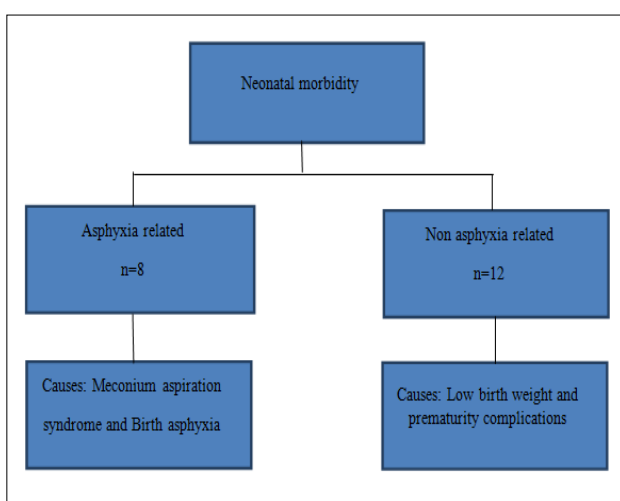 Neonatal morbidity
Asphyxia related
n=8
Non asphyxia related
n=12
Causes: Meconium aspiration
syndrome and Birth asphyxia
Causes: Low birth weight and
prematurity complications